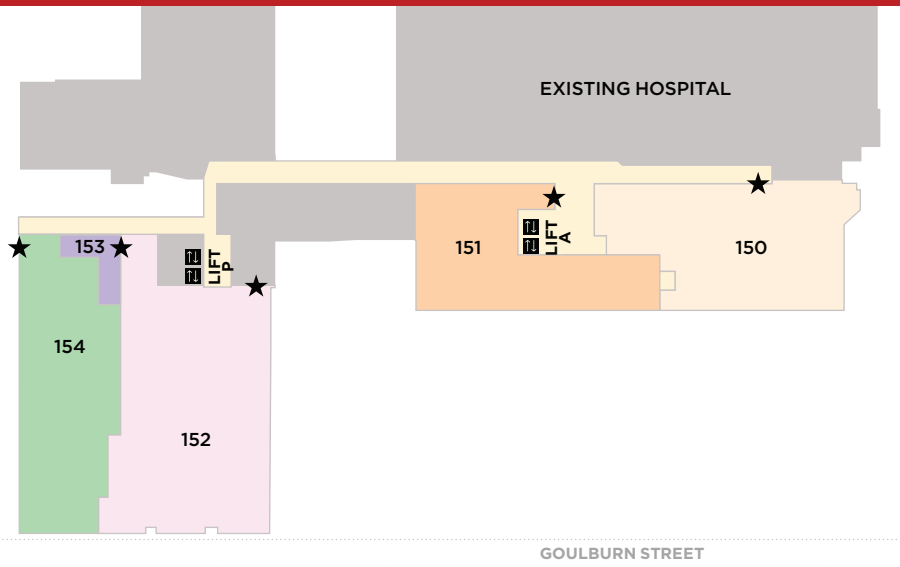 EXISTING HOSPITAL
153
LIFT
P
LIFT
A
151
150
154
152
GOULBURN STREET